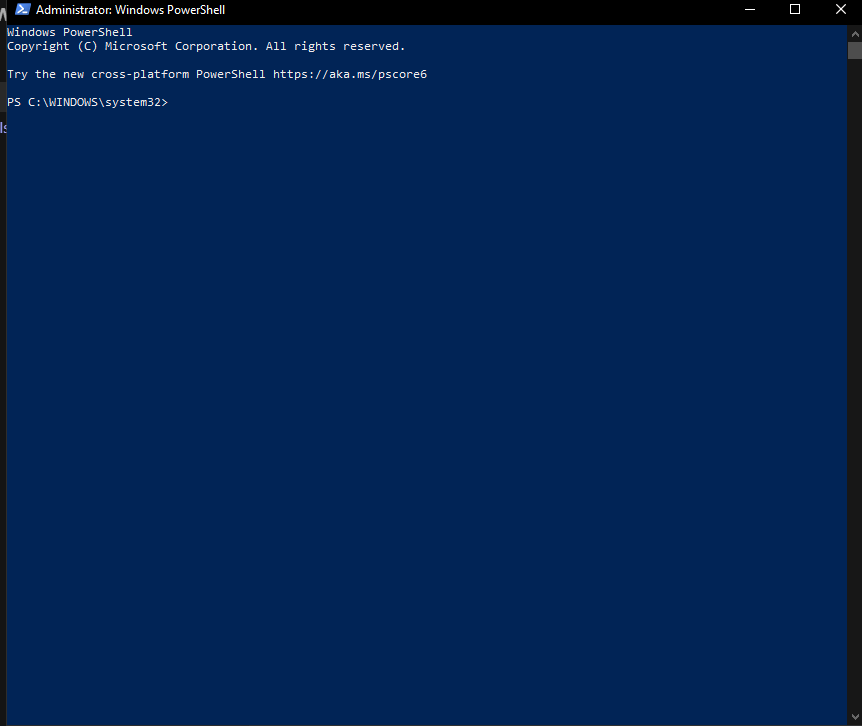 Administrator: Windows PowerShell
Windows PowerShell
Copyright (C) Microsoft Corporation. All rights reserved.
Try the new cross-platform PowerShell https://aka.ms/pscore6
PS C:\WINDOWS\system32>